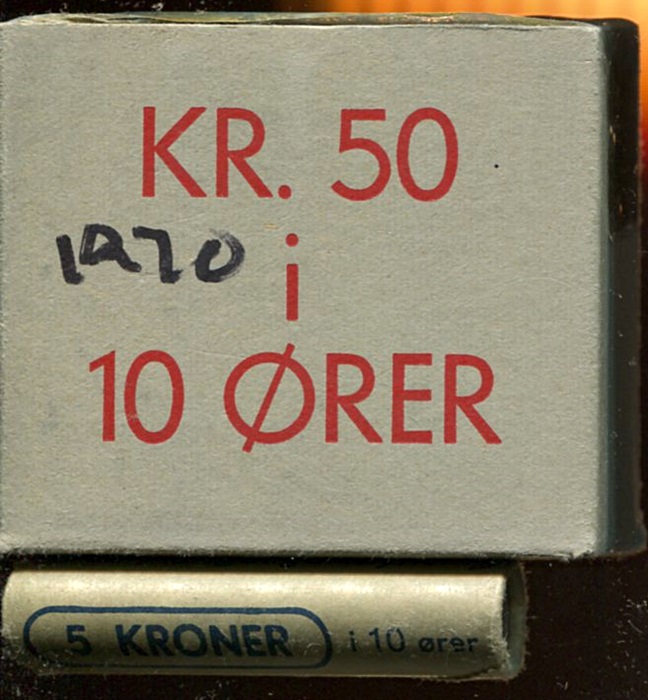 KR. 50
1970 i
10 ØRER
5 KRONER i 10 ører